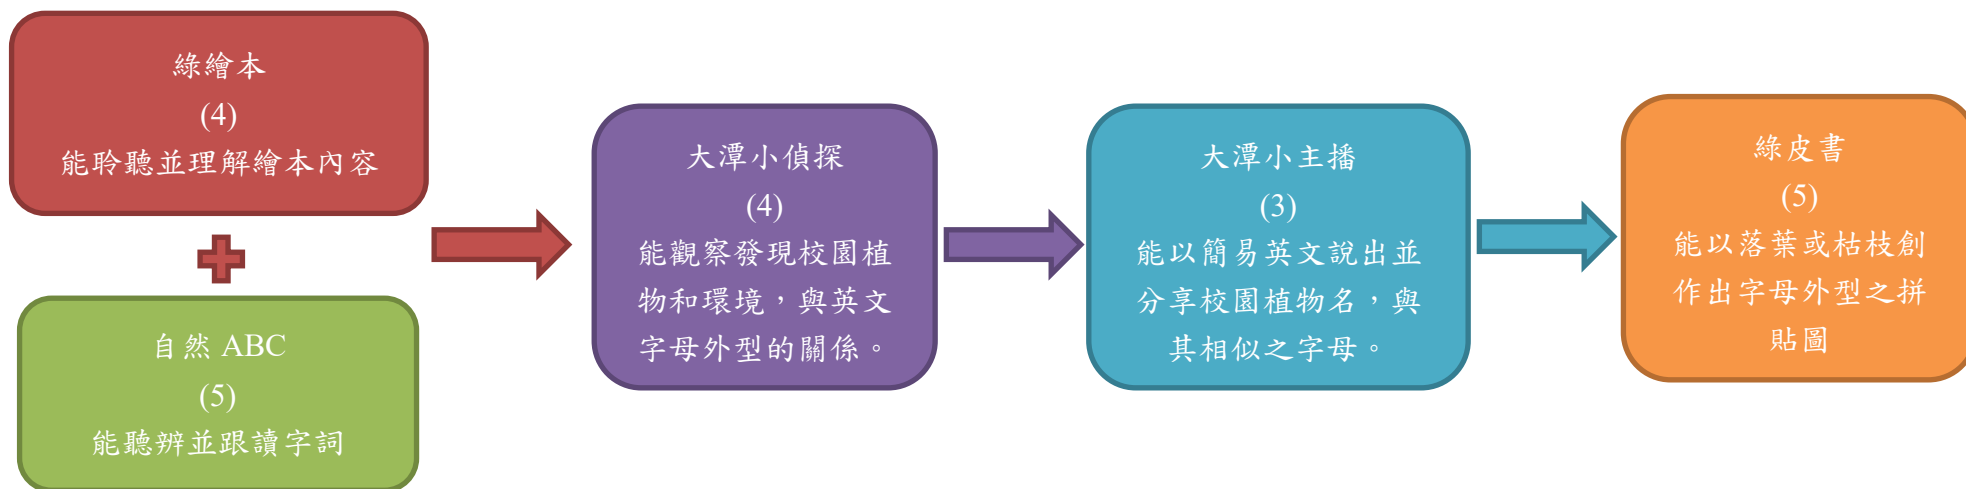 綠繪本
(4)
能聆聽並理解繪本內容
自然 ABC
(5)
能聽辨並跟讀字詞
大潭小偵探
(4)
能觀察發現校園植
物和環境，與英文
字母外型的關係。
大潭小主播
(3)
能以簡易英文說出並
分享校園植物名，與
其相似之字母。
綠皮書
(5)
能以落葉或枯枝創
作出字母外型之拼
貼圖